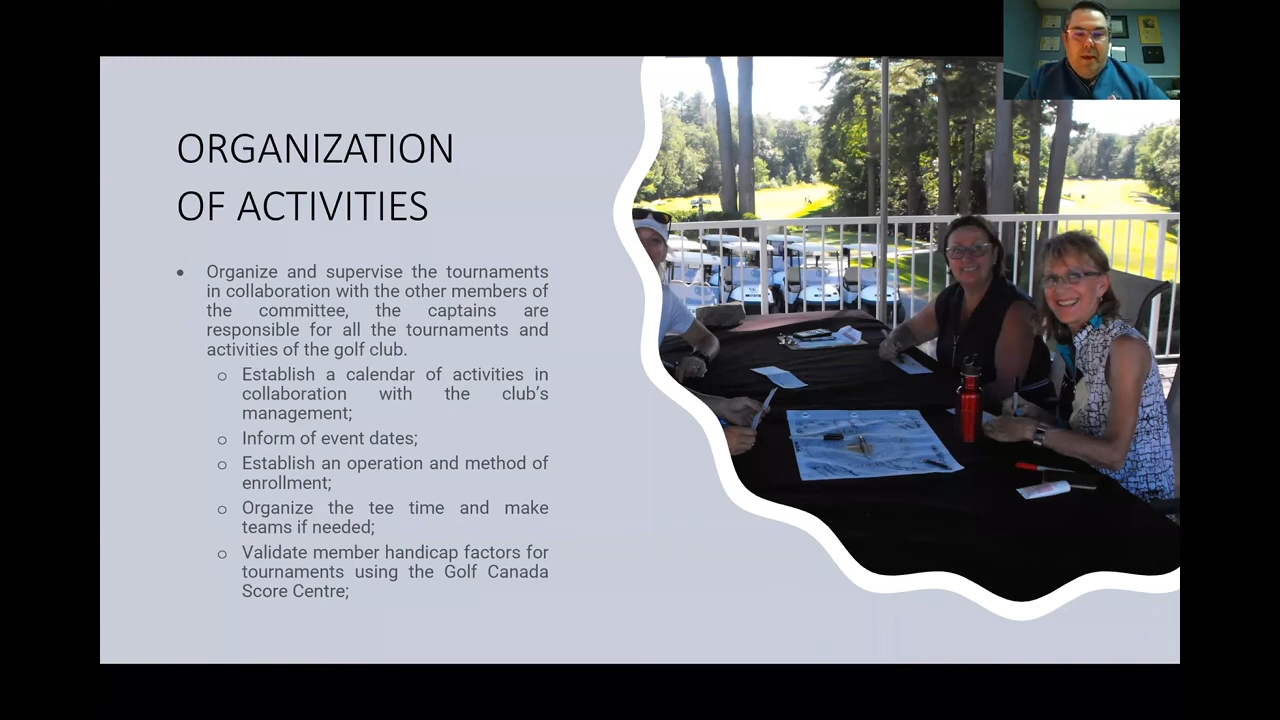 ORGANIZATION
OF ACTIVITIES
• Organize and supervise the tournaments
in collaboration with the other members of
the committee, the captains are
responsible for all the tournaments and
activities of the golf club.
o Establish a calendar of activities in
collaboration with the club’s
management;
o Inform of event dates;
o Establish an operation and method of
enrollment;
o Organize the tee time and make
teams if needed;
o Validate member handicap factors for
tournaments using the Golf Canada
Score Centre;